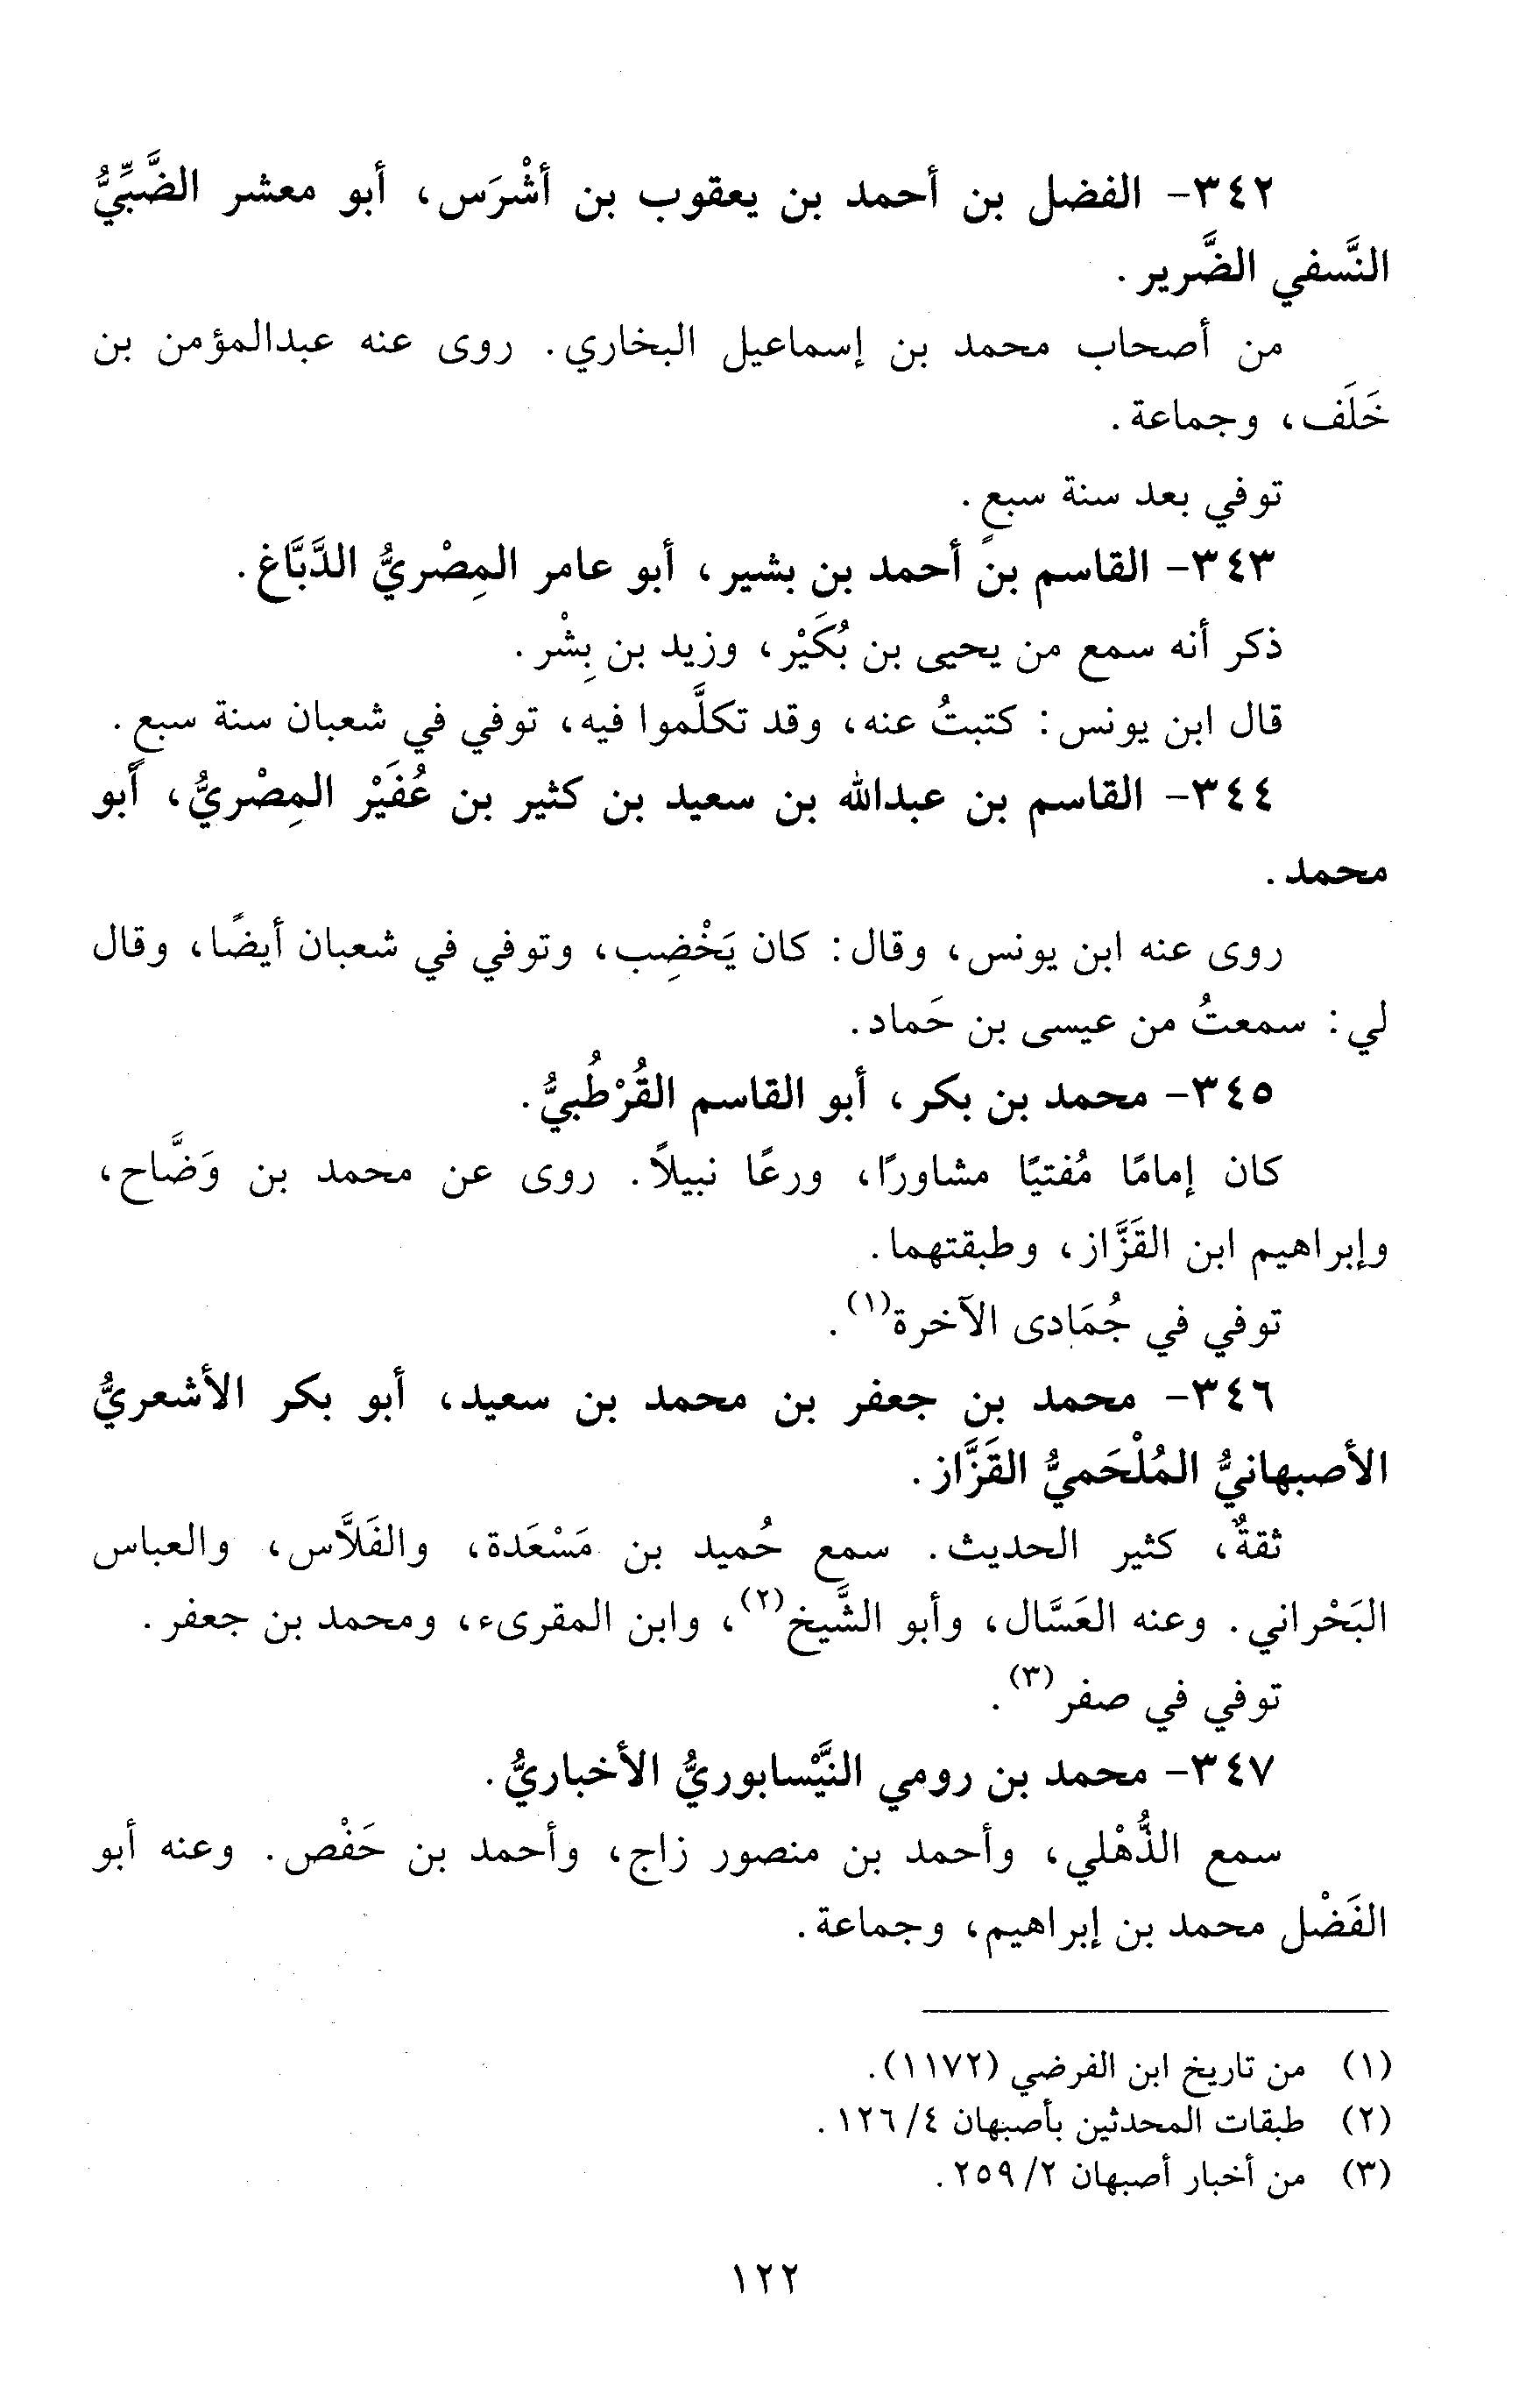 ٣٤٢- الفضل بن أحمد بن يعقوب بن أشْرَس، أبو معشر الضَّبِّيُّ
النَّسفي الضَّرير.
من أصحاب محمد بن إسماعيل البخاري. روى عنه عبدالمؤمن بن
خَلَف، وجماعة.
توفي بعد سنة سبعٍ.
٣٤٣- القاسم بن أحمد بن بشير، أبو عامر المِصْريُّ الدَّبَّاغ.
ذكر أنه سمع من يحيى بن بُكَيْر، وزيد بن بِشْر.
قال ابن يونس: كتبتُ عنه، وقد تكلَّموا فيه، توفي في شعبان سنة سبعٍ.
٣٤٤- القاسم بن عبدالله بن سعيد بن كثير بن عُفَيْر المِصْريُّ، أبو
محمد.
روى عنه ابن يونس، وقال: كان يَخْضِب، وتوفي في شعبان أيضًا، وقال
لي: سمعتُ من عيسى بن حَماد.
٣٤٥- محمد بن بكر، أبو القاسم القُرْطُبيُّ.
كان إمامًا مُفتيًا مشاورًا، ورعًا نبيلاً. روى عن محمد بن وَضَّاح،
وإبراهيم ابن القَزَّاز، وطبقتهما.
توفي في جُمَادى الآخرة(١).
٣٤٦- محمد بن جعفر بن محمد بن سعيد، أبو بكر الأشعريُّ
الأصبهانيُّ المُلْحَميُّ القَزَّاز.
ثقةٌ، كثير الحديث. سمع حُميد بن مَسْعَدة، والفَلاَّس، والعباس
البَحْراني. وعنه العَسَّال، وأبو الشَّيخ(٢)، وابن المقرىء، ومحمد بن جعفر.
توفي في صفر(٣).
٣٤٧- محمد بن رومي النَّيْسابوريُّ الأخباريُّ.
سمع الذُّهْلي، وأحمد بن منصور زاج، وأحمد بن حَفْص. وعنه أبو
الفَضْل محمد بن إبراهيم، وجماعة.
(١) من تاريخ ابن الفرضي (١١٧٢).
(٢) طبقات المحدثين بأصبهان ٤/ ١٢٦.
(٣) من أخبار أصبهان ٢/ ٢٥٩.
١٢٢